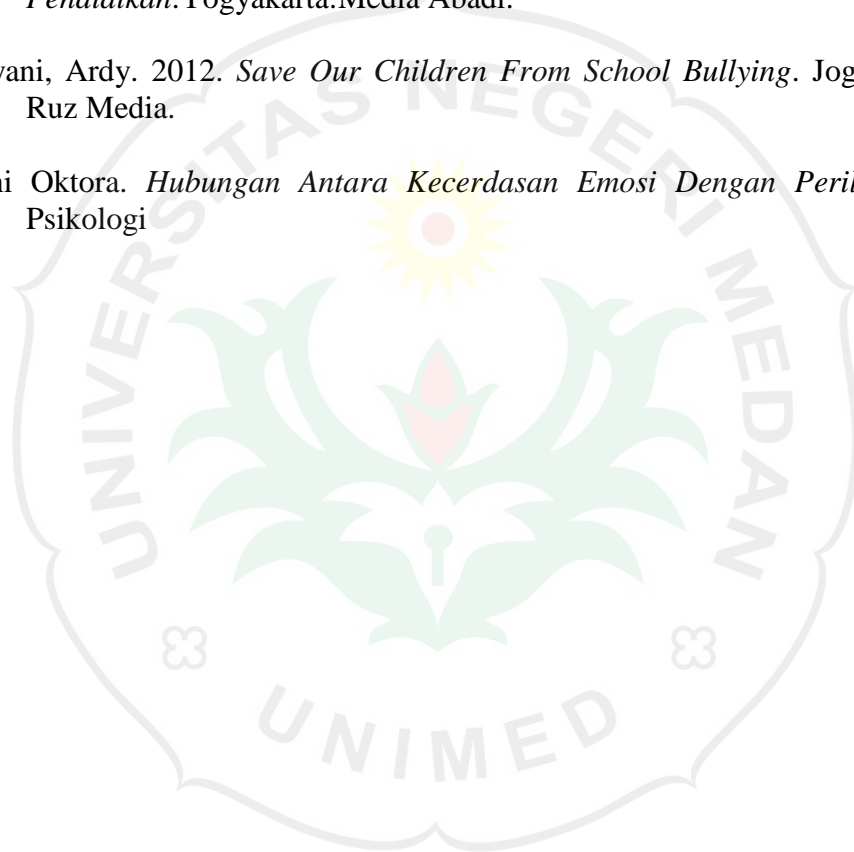 Pendidikan. Yogyakarta.Media Abadi.
vani, Ardy. 2012. Save Our Children From School Bullying. Jog
Ruz Media.
ni Oktora. Hubungan Antara Kecerdasan Emosi Dengan Peril
Psikologi
UNIVERSITAS NEGERI MEDAN
UNIMED